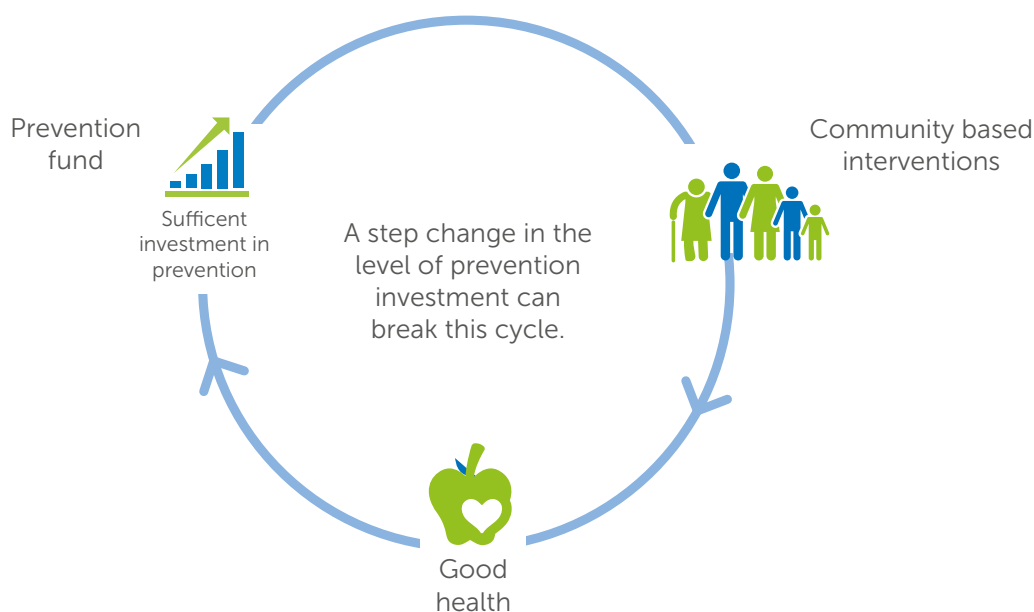 Prevention
fund
Sufficent
investment in
prevention
Community based
interventions
A step change in the
level of prevention
investment can
break this cycle.
Good
health